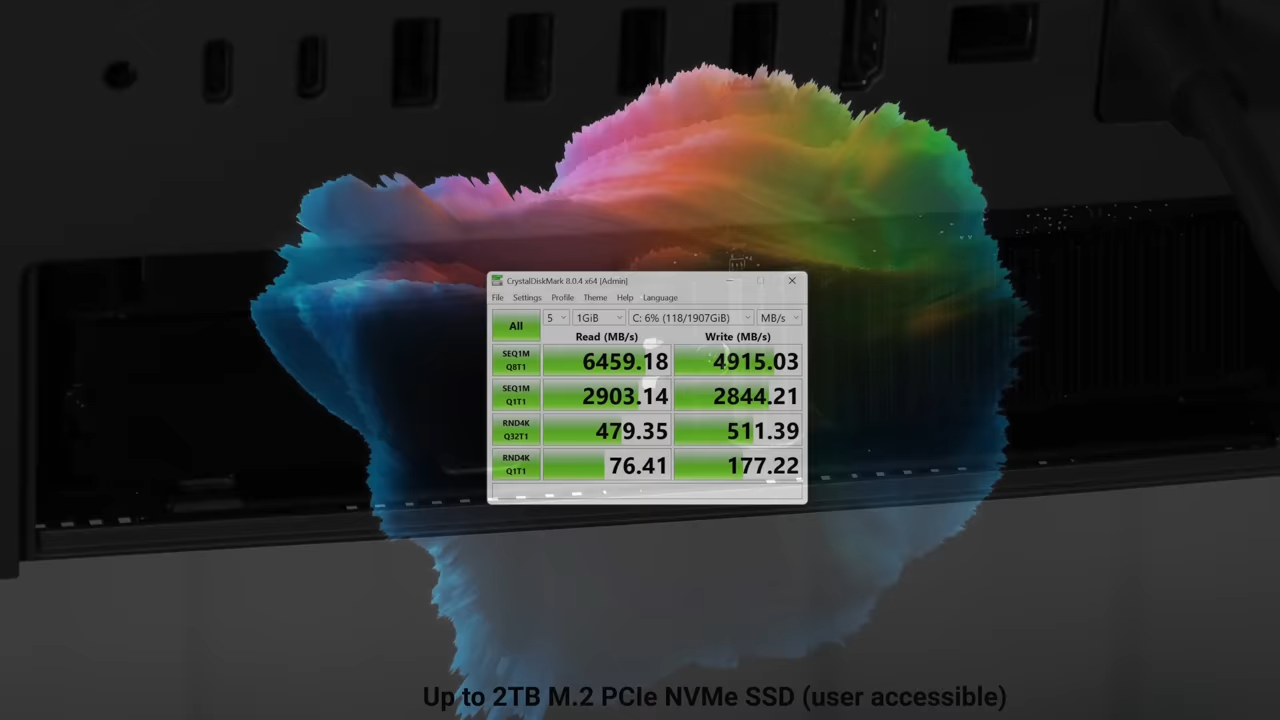 CrystalDiskMark 8.0.4 x64 [Admin]
File Settings Profile Theme Help Language
All 5 1GiB C: 6% (118/1907GiB) MB/s
Read (MB/s) Write (MB/s)
SEQ1M
Q8T1 6459.18 4915.03
SEQ1M
Q1T1 2903.14 2844.21
RND4K
Q32T1 479.35 511.39
RND4K
Q1T1 76.41 177.22
Up to 2TB M.2 PCIe NVMe SSD (user accessible)